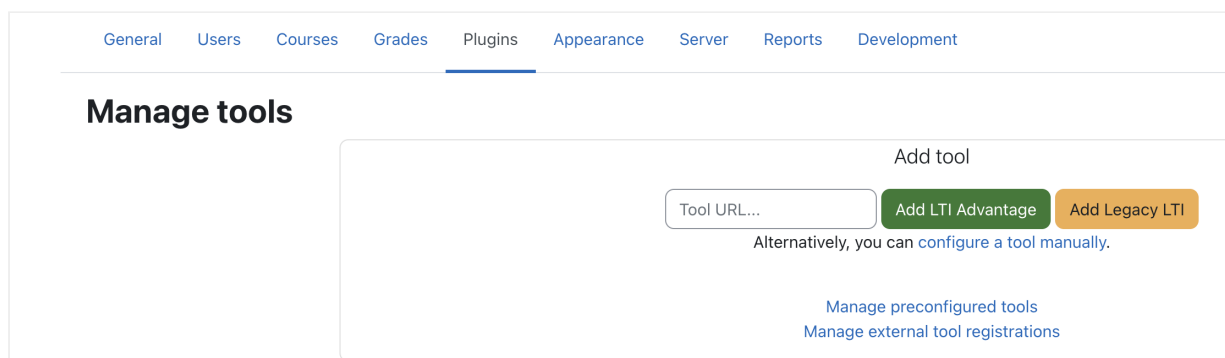 General Users Courses Grades Plugins Appearance Server Reports Development
Manage tools
Add tool
Tool URL... Add LTI Advantage Add Legacy LTI
Alternatively, you can configure a tool manually.
Manage preconfigured tools
Manage external tool registrations